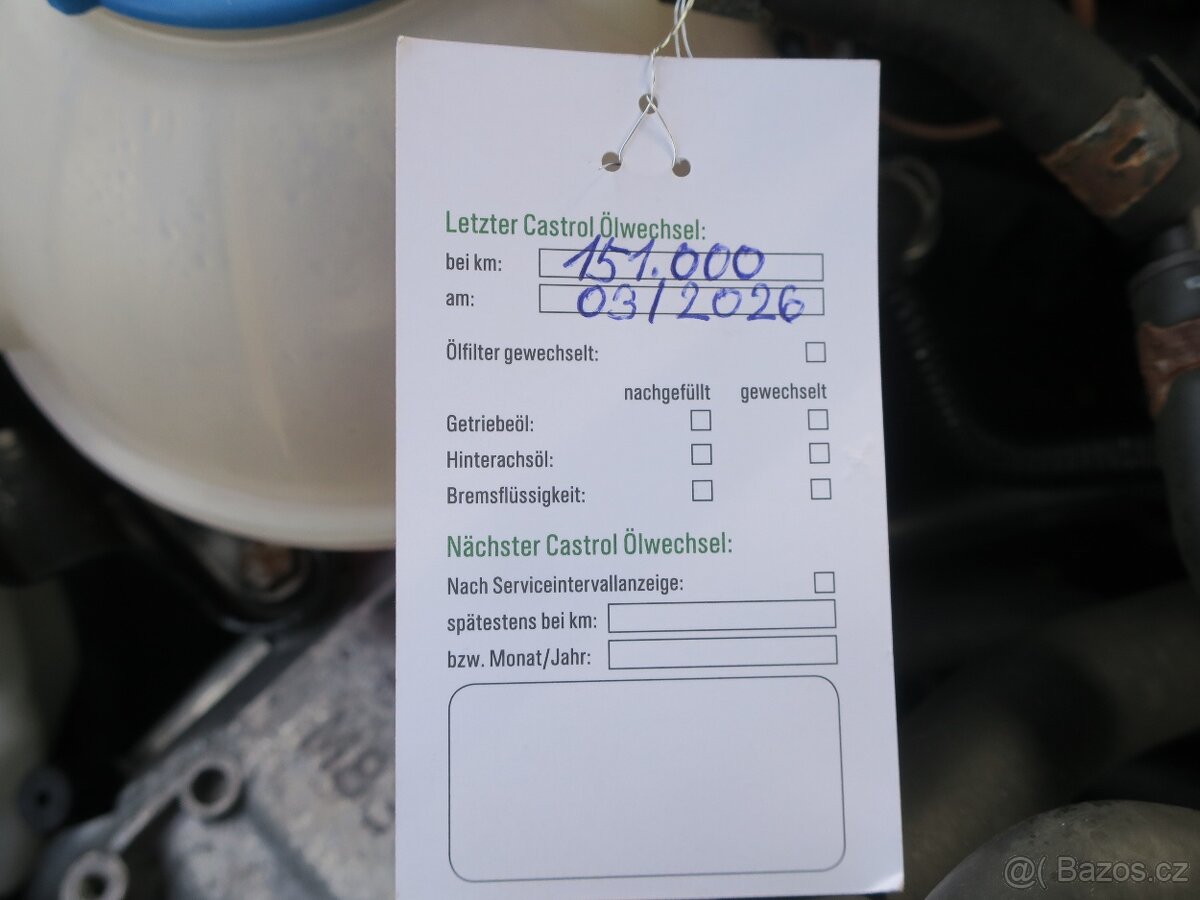 Letzter Castrol Ölwechsel:
bei km: 151.000
am: 03/2026
Ölfilter gewechselt:
nachgefüllt gewechselt
Getriebeöl:
Hinterachsöl:
Bremsflüssigkeit:
Nächster Castrol Ölwechsel:
Nach Serviceintervallanzeige:
spätestens bei km:
bzw. Monat/Jahr:
@( Bazos.cz